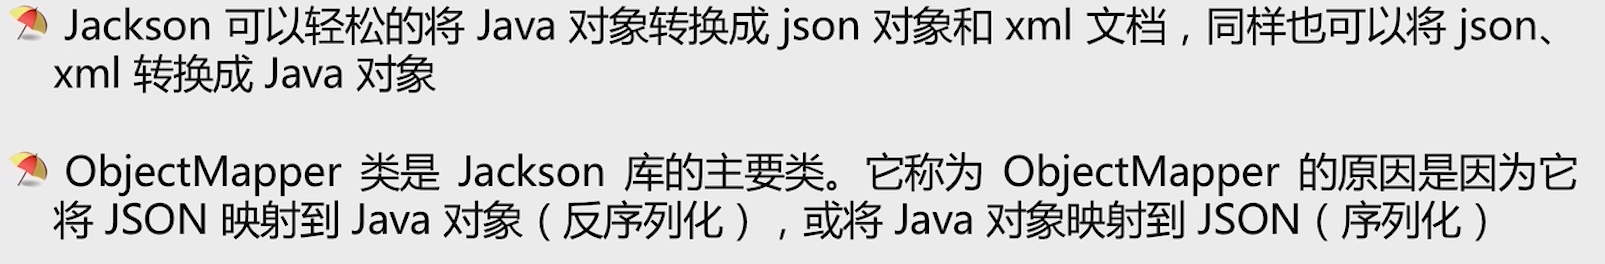 Jackson 可以轻松的将 Java 对象转换成 json 对象和 xml 文档，同样也可以将 json、
xml 转换成 Java 对象
ObjectMapper 类是 Jackson 库的主要类。它称为 ObjectMapper 的原因是因为它
将 JSON 映射到 Java 对象（反序列化），或将 Java 对象映射到 JSON（序列化）